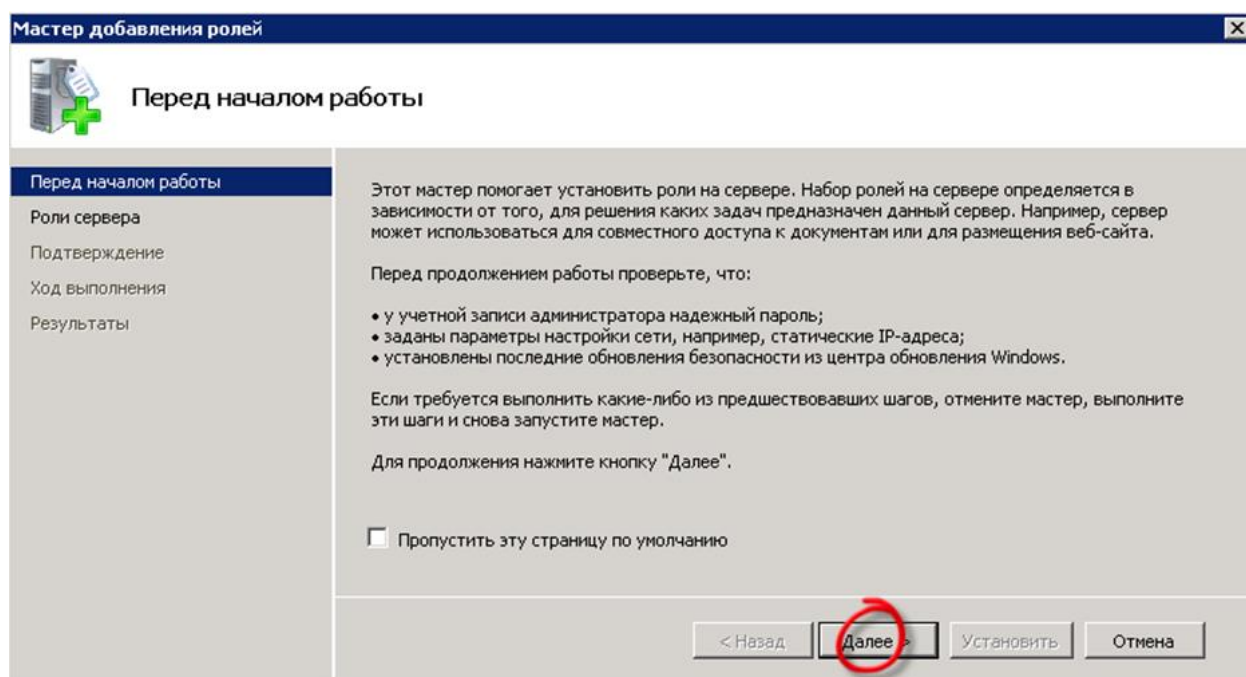 Мастер добавления ролей
Перед началом работы
Перед началом работы
Роли сервера
Подтверждение
Ход выполнения
Результаты
Этот мастер помогает установить роли на сервере. Набор ролей на сервере определяется в
зависимости от того, для решения каких задач предназначен данный сервер. Например, сервер
может использоваться для совместного доступа к документам или для размещения веб-сайта.
Перед продолжением работы проверьте, что:
• у учетной записи администратора надежный пароль;
• заданы параметры настройки сети, например, статические IP-адреса;
• установлены последние обновления безопасности из центра обновления Windows.
Если требуется выполнить какие-либо из предшествовавших шагов, отмените мастер, выполните
эти шаги и снова запустите мастер.
Для продолжения нажмите кнопку "Далее".
Пропустить эту страницу по умолчанию
< Назад Далее > Установить Отмена